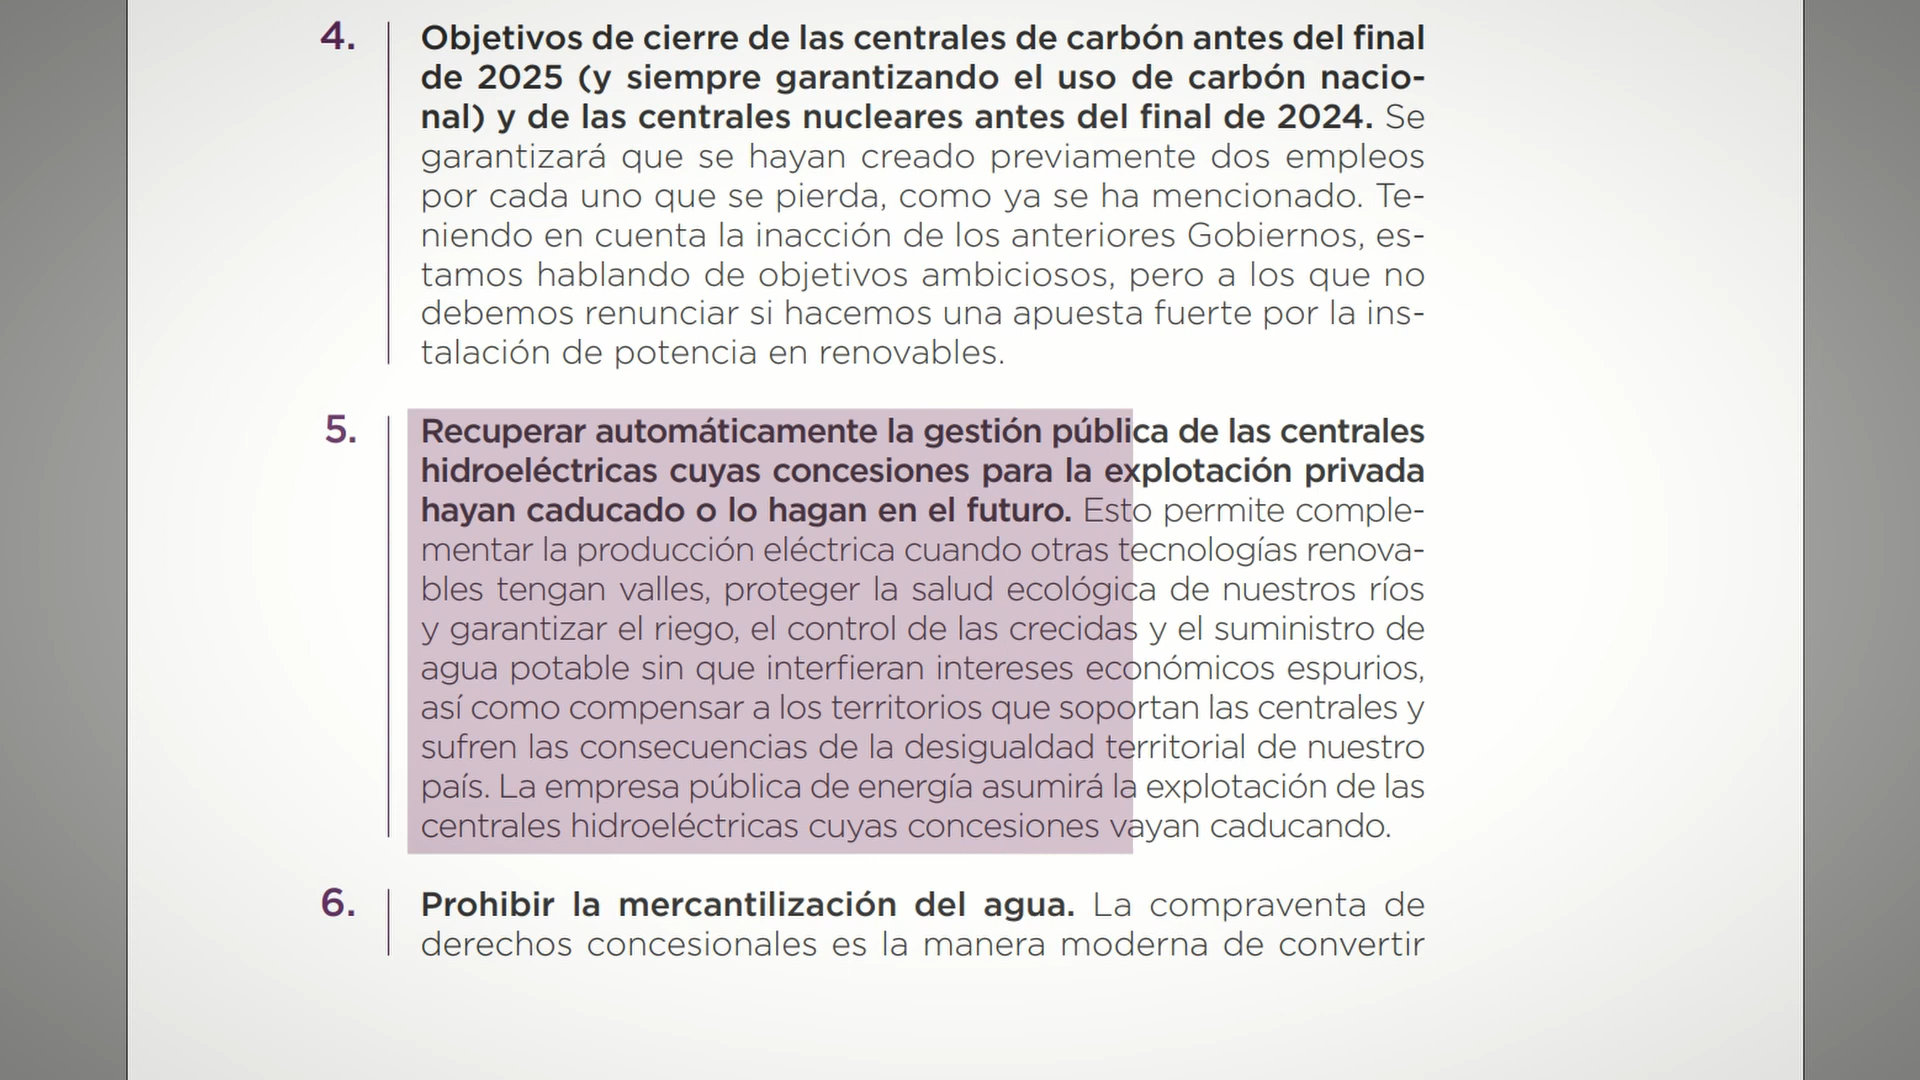 4. Objetivos de cierre de las centrales de carbón antes del final
de 2025 (y siempre garantizando el uso de carbón nacio-
nal) y de las centrales nucleares antes del final de 2024. Se
garantizará que se hayan creado previamente dos empleos
por cada uno que se pierda, como ya se ha mencionado. Te-
niendo en cuenta la inacción de los anteriores Gobiernos, es-
tamos hablando de objetivos ambiciosos, pero a los que no
debemos renunciar si hacemos una apuesta fuerte por la ins-
talación de potencia en renovables.
5. Recuperar automáticamente la gestión pública de las centrales
hidroeléctricas cuyas concesiones para la explotación privada
hayan caducado o lo hagan en el futuro. Esto permite comple-
mentar la producción eléctrica cuando otras tecnologías renova-
bles tengan valles, proteger la salud ecológica de nuestros ríos
y garantizar el riego, el control de las crecidas y el suministro de
agua potable sin que interfieran intereses económicos espurios,
así como compensar a los territorios que soportan las centrales y
sufren las consecuencias de la desigualdad territorial de nuestro
país. La empresa pública de energía asumirá la explotación de las
centrales hidroeléctricas cuyas concesiones vayan caducando.
6. Prohibir la mercantilización del agua. La compraventa de
derechos concesionales es la manera moderna de convertir